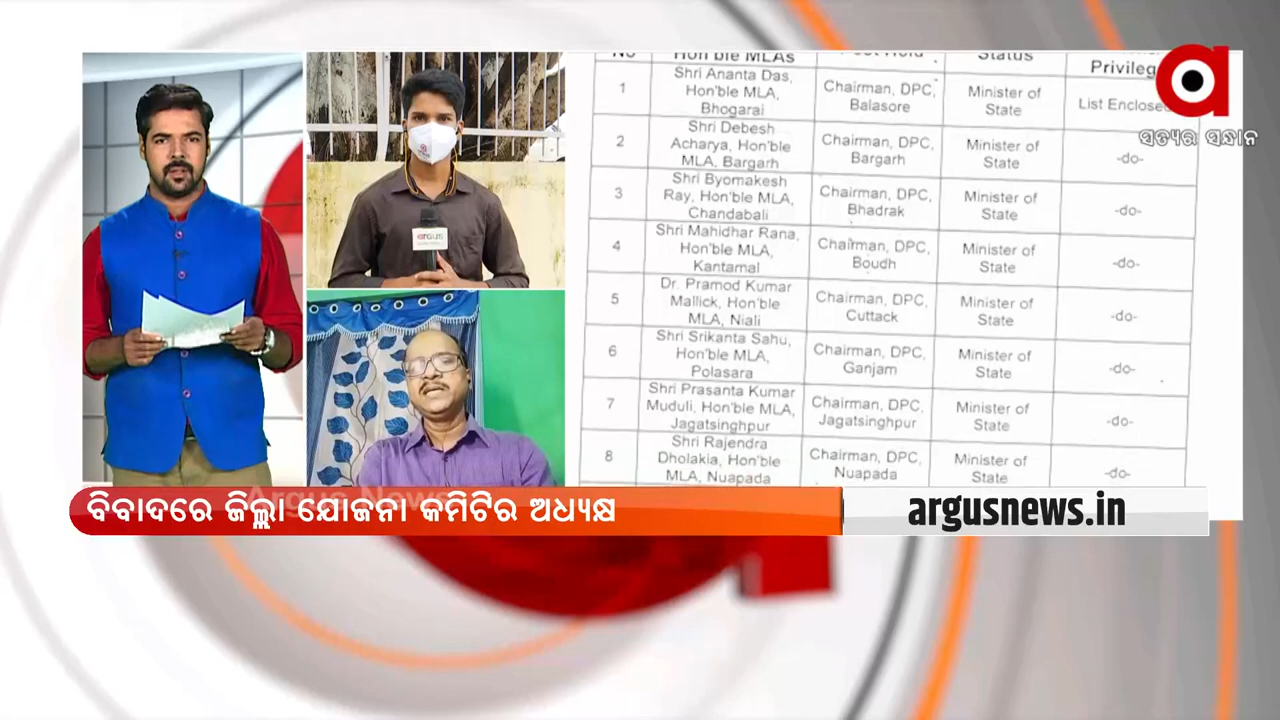 Hon'ble MLAs
Status
Privileg
1
Shri Ananta Das,
Hon'ble MLA,
Bhograi
Chairman, DPC,
Balasore
Minister of
State
List Enclosed
2
Shri Debesh
Acharya, Hon'ble
MLA, Bargarh
Chairman, DPC,
Bargarh
Minister of
State
-do-
3
Shri Byomakesh
Ray, Hon'ble MLA,
Chandabali
Chairman, DPC,
Bhadrak
Minister of
State
-do-
4
Shri Mahidhar Rana,
Hon'ble MLA,
Kantamal
Chairman, DPC,
Boudh
Minister of
State
-do-
5
Dr. Pramod Kumar
Mallick, Hon'ble
MLA, Niali
Chairman, DPC,
Cuttack
Minister of
State
-do-
6
Shri Srikanta Sahu,
Hon'ble MLA,
Polasara
Chairman, DPC,
Ganjam
Minister of
State
-do-
7
Shri Prasanta Kumar
Muduli, Hon'ble MLA,
Jagatsinghpur
Chairman, DPC,
Jagatsinghpur
Minister of
State
-do-
8
Shri Rajendra
Dholakia, Hon'ble
MLA, Nuapada
Chairman, DPC,
Nuapada
Minister of
State
-do-
a
ସତ୍ୟର ସନ୍ଧାନ
argus
Argus News
ବିବାଦରେ ଜିଲ୍ଲା ଯୋଜନା କମିଟିର ଅଧ୍ୟକ୍ଷ
argusnews.in